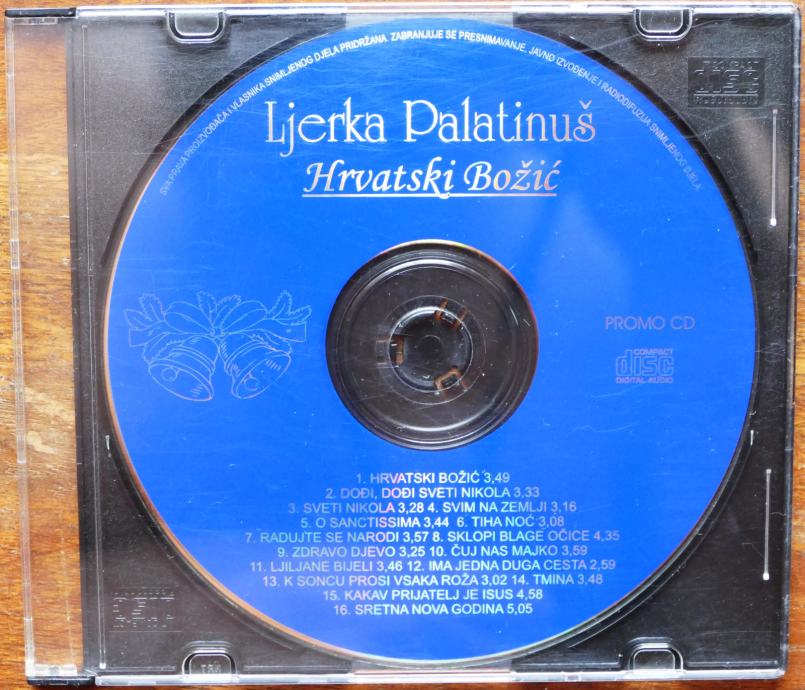 SVA PRAVA PROIZVOĐAČA I VLASNIKA SNIMLJENOG DJELA PRIDRŽANA. ZABRANJUJE SE PRESNIMAVANJE, JAVNO IZVOĐENJE I RADIODIFUZIJA SNIMLJENOG DJELA
Ljerka Palatinuš
Hrvatski Božić
PROMO CD
COMPACT
disc
DIGITAL AUDIO
1. HRVATSKI BOŽIĆ 3,49
2. DOĐI, DOĐI SVETI NIKOLA 3,33
3. SVETI NIKOLA 3,28 4. SVIM NA ZEMLJI 3,16
5. O SANCTISSIMA 3,44 6. TIHA NOĆ 3,08
7. RADUJTE SE NARODI 3,57 8. SKLOPI BLAGE OČICE 4,35
9. ZDRAVO DJEVO 3,25 10. ČUJ NAS MAJKO 3,59
11. LJILJANE BIJELI 3,46 12. IMA JEDNA DUGA CESTA 2,59
13. K SONCU PROSI VSAKA ROŽA 3,02 14. TMINA 3,48
15. KAKAV PRIJATELJ JE ISUS 4,58
16. SRETNA NOVA GODINA 5,05